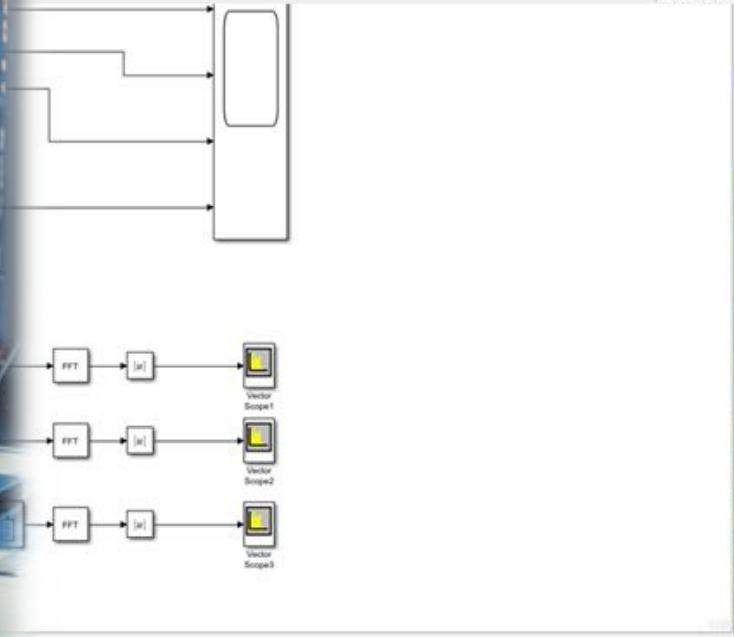 FFT
|u|
Vector
Scope1
FFT
|u|
Vector
Scope2
FFT
|u|
Vector
Scope3